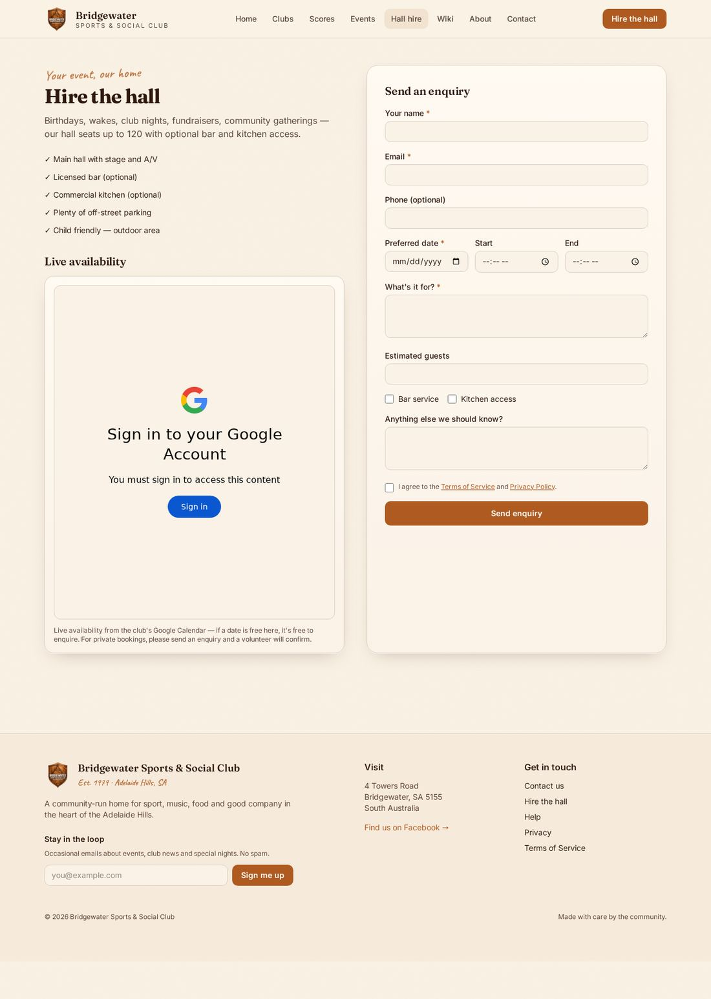 Bridgewater
SPORTS & SOCIAL CLUB
Home
Clubs
Scores
Events
Hall hire
Wiki
About
Contact
Hire the hall
Your event, our home
Hire the hall
Birthdays, wakes, club nights, fundraisers, community gatherings —
our hall seats up to 120 with optional bar and kitchen access.
✓ Main hall with stage and A/V
✓ Licensed bar (optional)
✓ Commercial kitchen (optional)
✓ Plenty of off-street parking
✓ Child friendly — outdoor area
Live availability
Sign in to your Google
Account
You must sign in to access this content
Sign in
Live availability from the club's Google Calendar — if a date is free here, it's free to
enquire. For private bookings, please send an enquiry and a volunteer will confirm.
Send an enquiry
Your name *
Email *
Phone (optional)
Preferred date *
Start
End
mm/dd/yyyy
--:-- --
--:-- --
What's it for? *
Estimated guests
Bar service
Kitchen access
Anything else we should know?
I agree to the Terms of Service and Privacy Policy.
Send enquiry
BRIDGEWATER
Bridgewater Sports & Social Club
Est. 1979 · Adelaide Hills, SA
A community-run home for sport, music, food and good company in
the heart of the Adelaide Hills.
Stay in the loop
Occasional emails about events, club news and special nights. No spam.
you@example.com
Sign me up
Visit
4 Towers Road
Bridgewater, SA 5155
South Australia
Find us on Facebook →
Get in touch
Contact us
Hire the hall
Help
Privacy
Terms of Service
© 2026 Bridgewater Sports & Social Club
Made with care by the community.